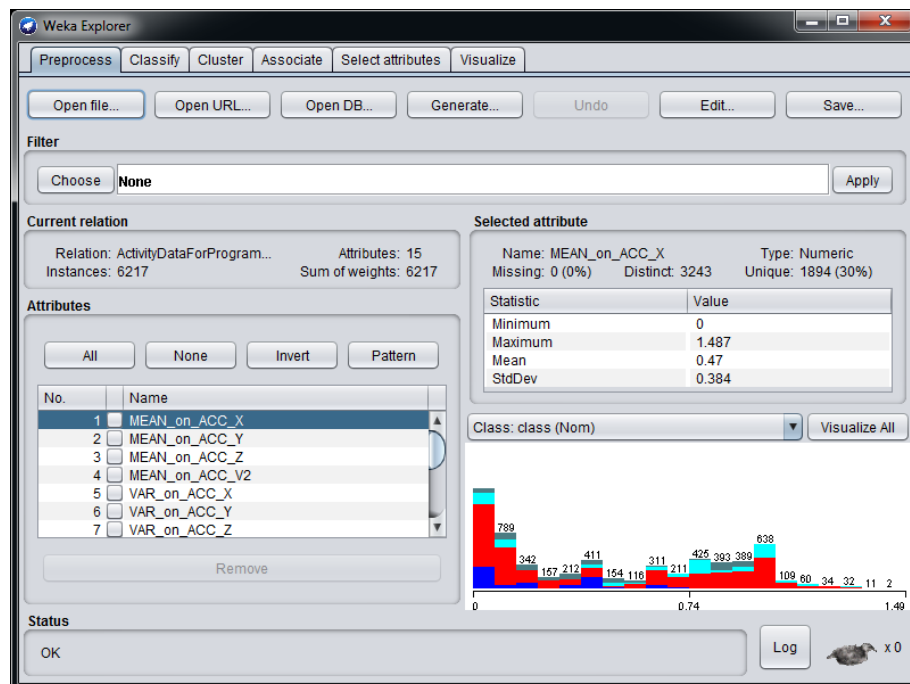 Weka Explorer
Preprocess Classify Cluster Associate Select attributes Visualize
Open file... Open URL... Open DB... Generate... Undo Edit... Save...
Filter
Choose None Apply
Current relation
Relation: ActivityDataForProgram... Attributes: 15
Instances: 6217 Sum of weights: 6217
Selected attribute
Name: MEAN_on_ACC_X Type: Numeric
Missing: 0 (0%) Distinct: 3243 Unique: 1894 (30%)
Statistic Value
Minimum 0
Maximum 1.487
Mean 0.47
StdDev 0.384
Attributes
All None Invert Pattern
No. Name
1 MEAN_on_ACC_X
2 MEAN_on_ACC_Y
3 MEAN_on_ACC_Z
4 MEAN_on_ACC_V2
5 VAR_on_ACC_X
6 VAR_on_ACC_Y
7 VAR_on_ACC_Z
Remove
Class: class (Nom) Visualize All
789 342 157 212 411 154 116 311 211 425 393 389 638 109 60 34 32 11 2
0 0.74 1.49
Status
OK
Log x 0